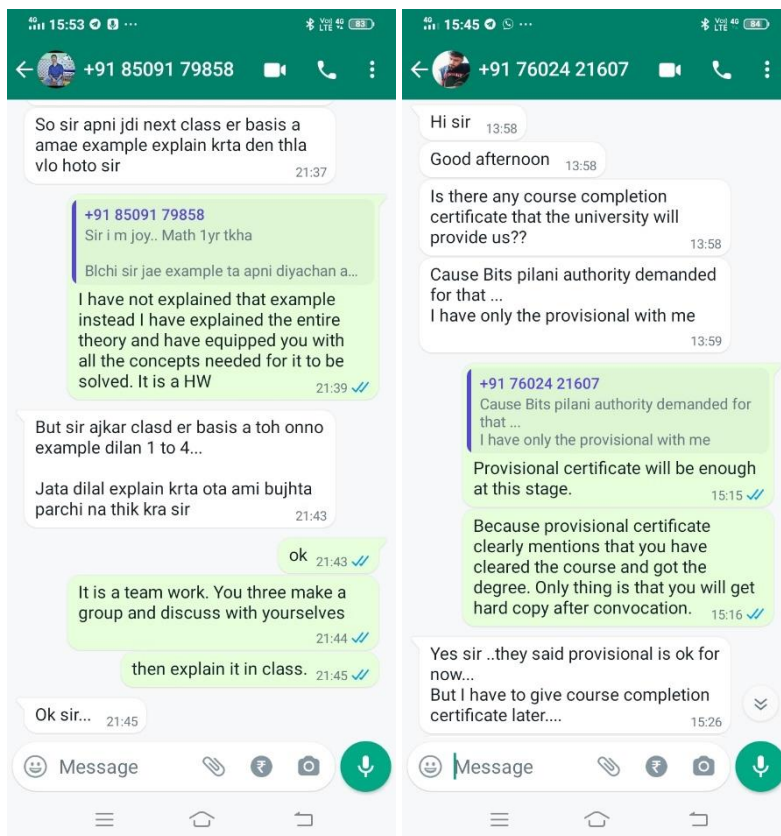 15:53
83
+91 85091 79858
So sir apni jdi next class er basis a
amae example explain krta den thla
vlo hoto sir
21:37
+91 85091 79858
Sir i m joy.. Math 1yr tkha
Blchi sir jae example ta apni diyachan a...
I have not explained that example
instead I have explained the entire
theory and have equipped you with
all the concepts needed for it to be
solved. It is a HW
21:39
But sir ajkar clasd er basis a toh onno
example dilan 1 to 4...
Jata dilal explain krta ota ami bujhta
parchi na thik kra sir
21:43
ok 21:43
It is a team work. You three make a
group and discuss with yourselves
21:44
then explain it in class. 21:45
Ok sir... 21:45
Message
15:45
84
+91 76024 21607
Hi sir 13:58
Good afternoon 13:58
Is there any course completion
certificate that the university will
provide us??
13:58
Cause Bits pilani authority demanded
for that ...
I have only the provisional with me
13:59
+91 76024 21607
Cause Bits pilani authority demanded for
that ...
I have only the provisional with me
Provisional certificate will be enough
at this stage.
15:15
Because provisional certificate
clearly mentions that you have
cleared the course and got the
degree. Only thing is that you will get
hard copy after convocation. 15:16
Yes sir ..they said provisional is ok for
now...
But I have to give course completion
certificate later....
15:26
Message